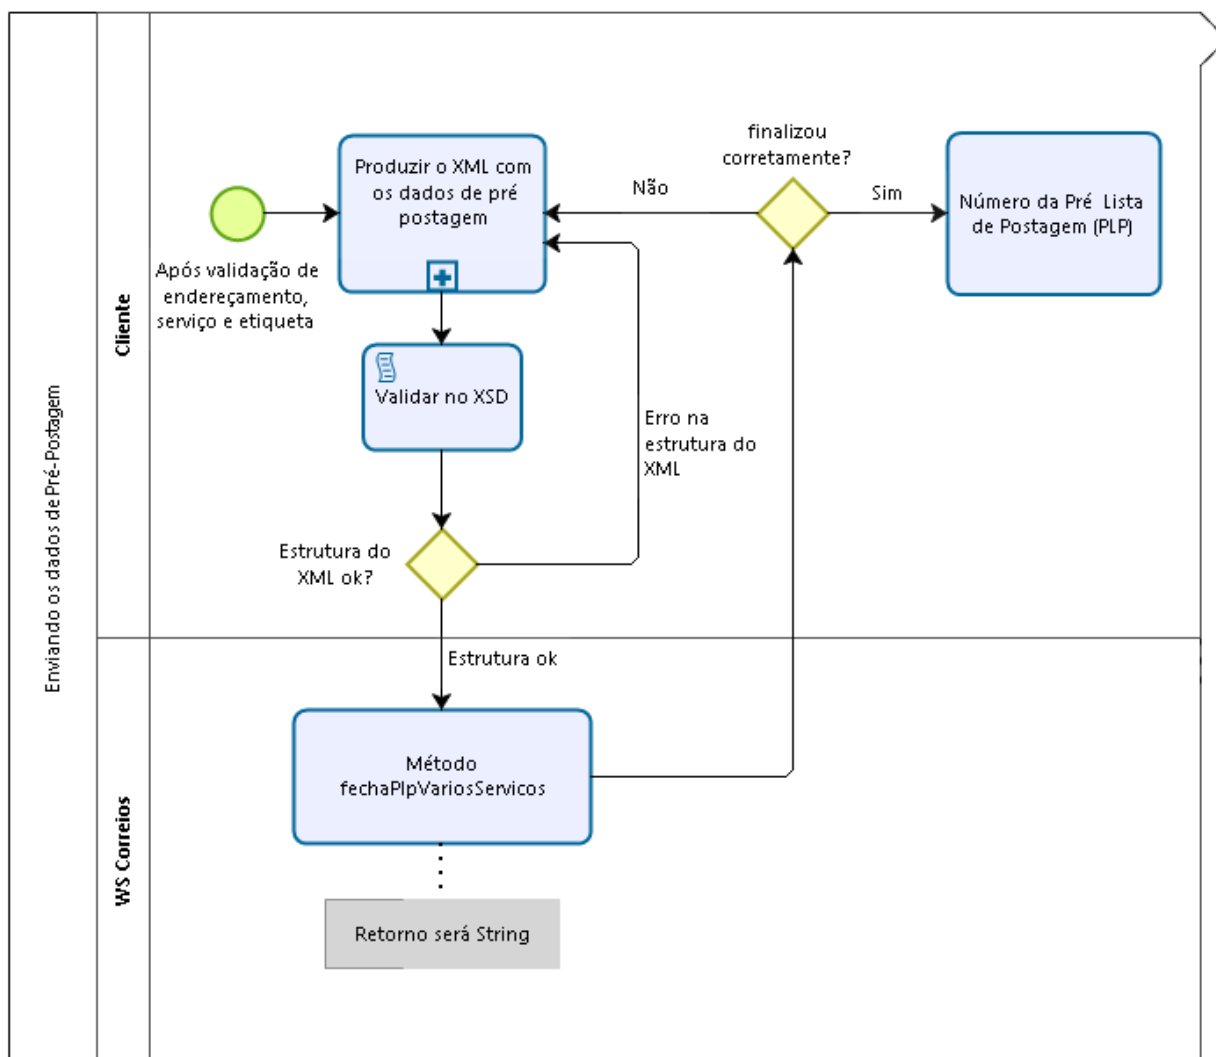 Enviando os dados de Pré-Postagem
Cliente
Após validação de
endereçamento,
serviço e etiqueta
Produzir o XML com
os dados de pré
postagem
Validar no XSD
Estrutura do
XML ok?
Erro na
estrutura do
XML
Não
finalizou
corretamente?
Sim
Número da Pré  Lista
de Postagem (PLP)
WS Correios
Estrutura ok
Método
fechaPlpVariosServicos
Retorno será String